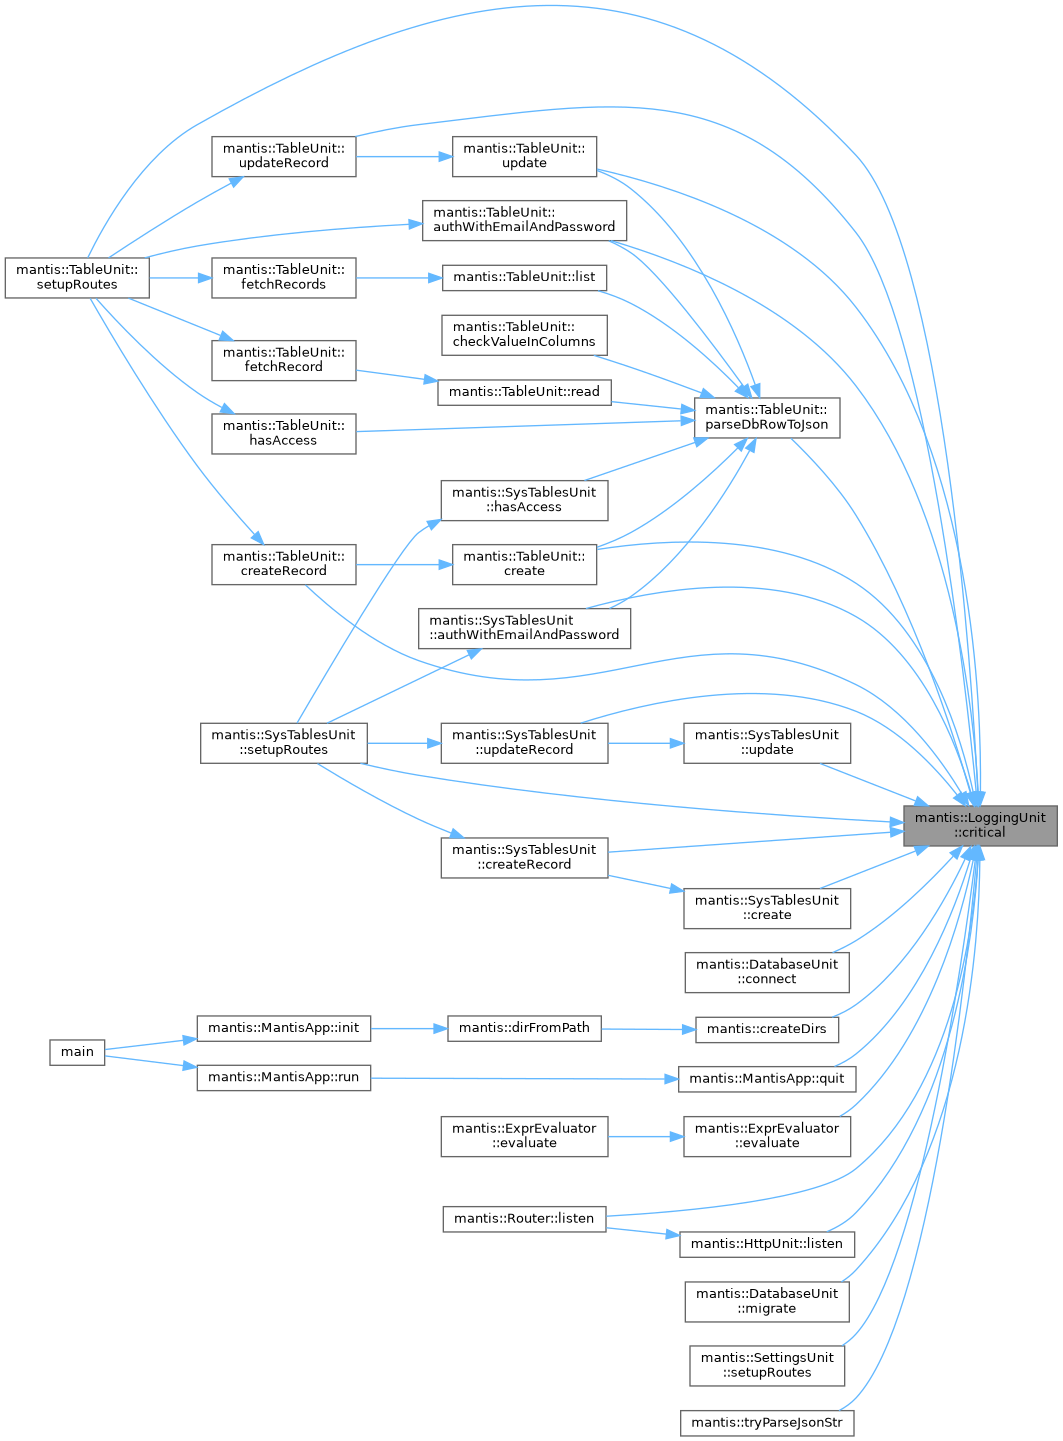 mantis::TableUnit::
updateRecord
mantis::TableUnit::
update
mantis::TableUnit::
authWithEmailAndPassword
mantis::TableUnit::
setupRoutes
mantis::TableUnit::
fetchRecords
mantis::TableUnit::list
mantis::TableUnit::
checkValueInColumns
mantis::TableUnit::
fetchRecord
mantis::TableUnit::read
mantis::TableUnit::
parseDbRowToJson
mantis::TableUnit::
hasAccess
mantis::SysTablesUnit
::hasAccess
mantis::TableUnit::
createRecord
mantis::TableUnit::
create
mantis::SysTablesUnit
::authWithEmailAndPassword
mantis::SysTablesUnit
::setupRoutes
mantis::SysTablesUnit
::updateRecord
mantis::SysTablesUnit
::update
mantis::LoggingUnit
::critical
mantis::SysTablesUnit
::createRecord
mantis::SysTablesUnit
::create
mantis::DatabaseUnit
::connect
mantis::MantisApp::init
mantis::dirFromPath
mantis::createDirs
main
mantis::MantisApp::run
mantis::MantisApp::quit
mantis::ExprEvaluator
::evaluate
mantis::ExprEvaluator
::evaluate
mantis::Router::listen
mantis::HttpUnit::listen
mantis::DatabaseUnit
::migrate
mantis::SettingsUnit
::setupRoutes
mantis::tryParseJsonStr